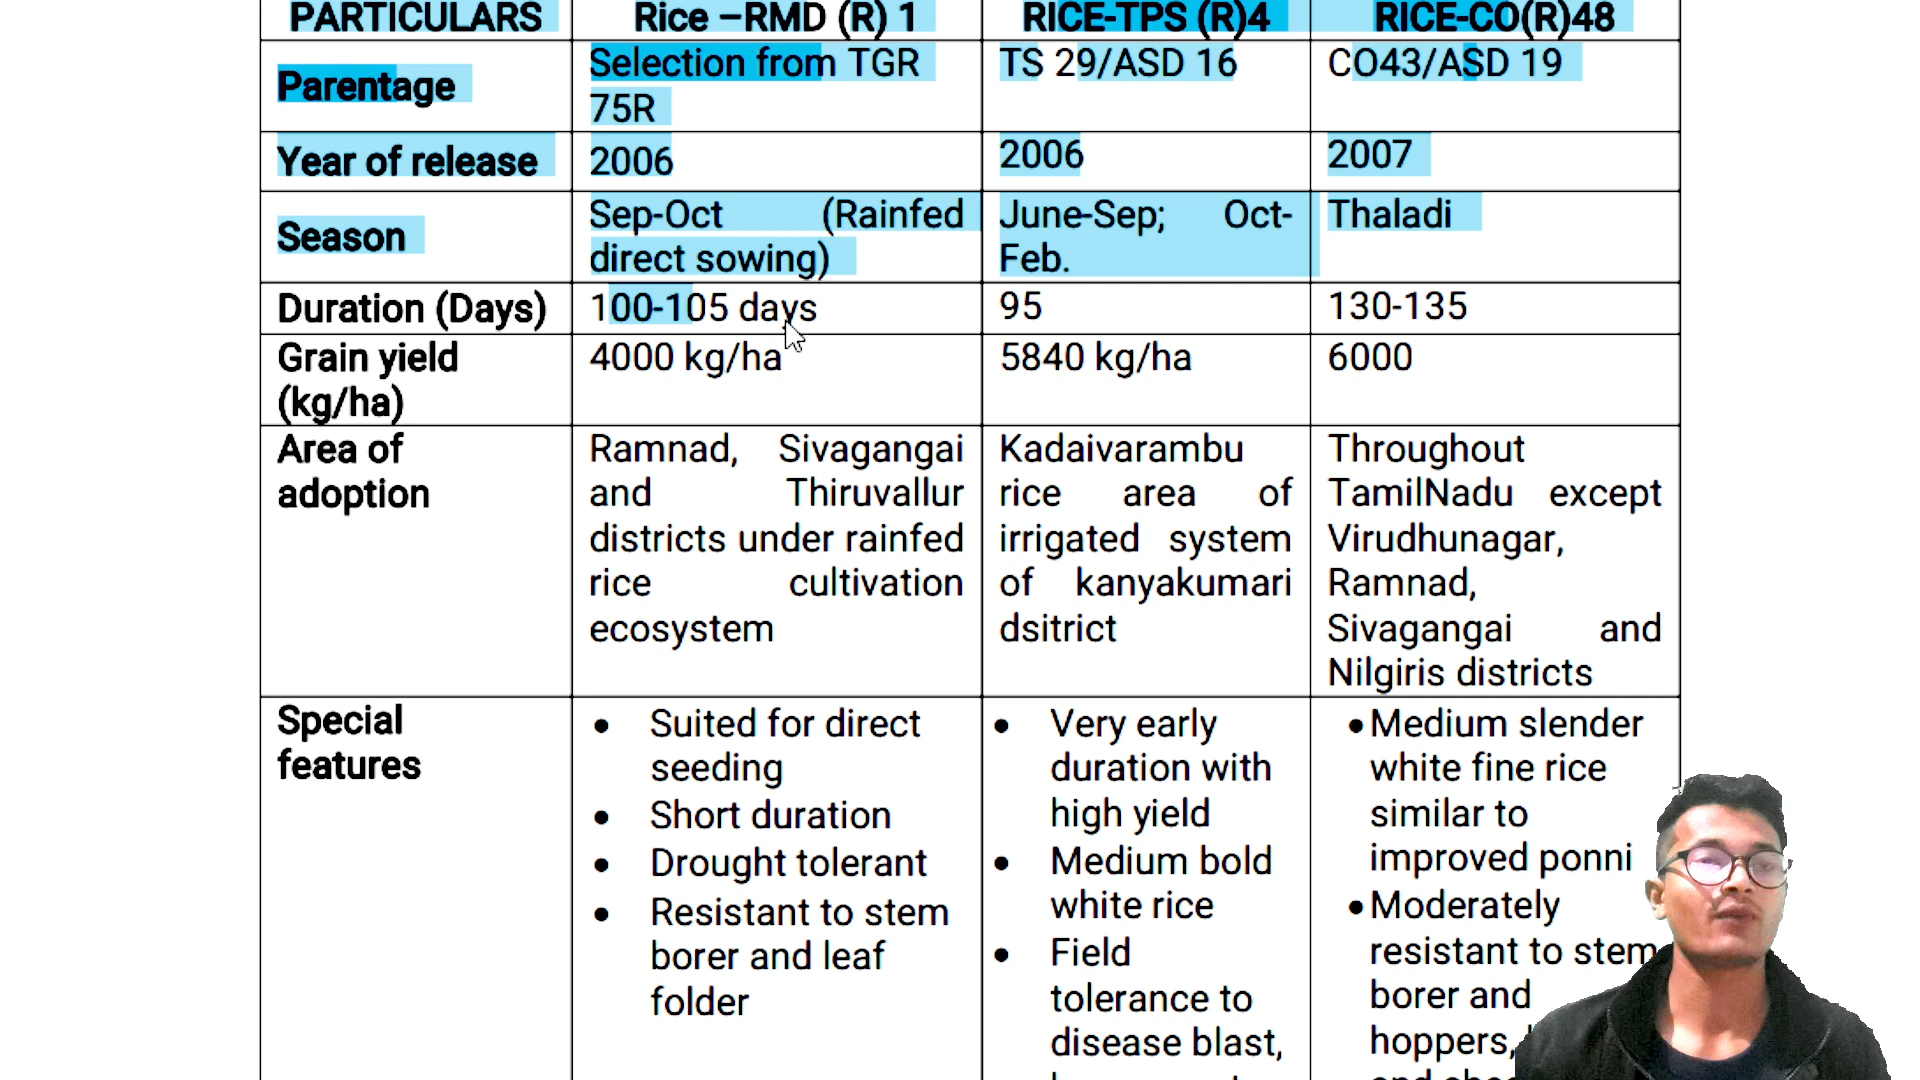 PARTICULARS Rice –RMD (R) 1 RICE-TPS (R)4 RICE-CO(R)48
Parentage
Selection from TGR
75R
TS 29/ASD 16
CO43/ASD 19
Year of release 2006 2006 2007
Season
Sep-Oct (Rainfed
direct sowing)
June-Sep; Oct-
Feb.
Thaladi
Duration (Days) 100-105 days 95 130-135
Grain yield
(kg/ha)
4000 kg/ha
5840 kg/ha
6000
Area of
adoption
Ramnad, Sivagangai
and Thiruvallur
districts under rainfed
rice cultivation
ecosystem
Kadaivarambu
rice area of
irrigated system
of kanyakumari
dsitrict
Throughout
TamilNadu except
Virudhunagar,
Ramnad,
Sivagangai and
Nilgiris districts
Special
features
• Suited for direct
seeding
• Short duration
• Drought tolerant
• Resistant to stem
borer and leaf
folder
• Very early
duration with
high yield
• Medium bold
white rice
• Field
tolerance to
disease blast,
• Medium slender
white fine rice
similar to
improved ponni
• Moderately
resistant to stem
borer and
hoppers,